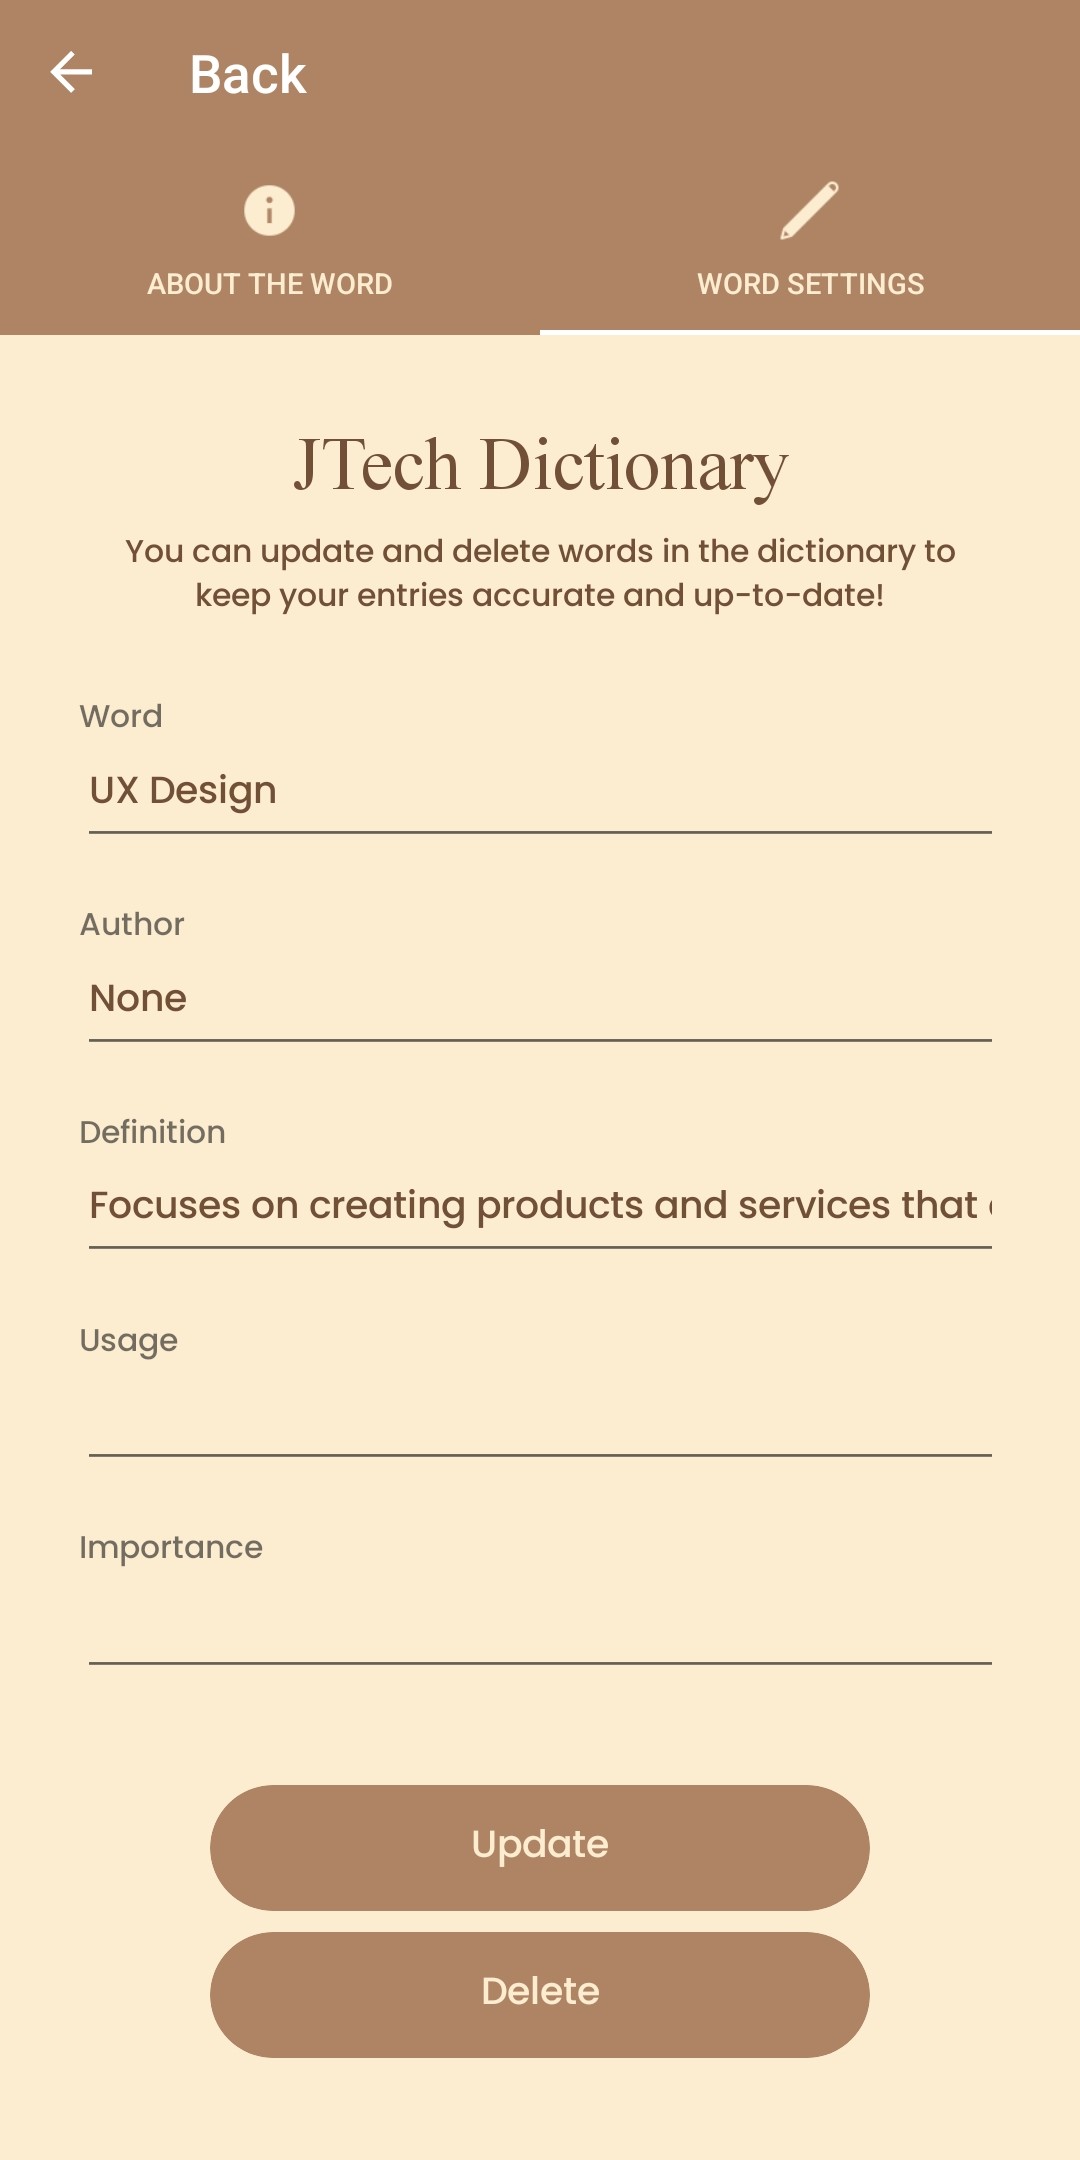 Back
ABOUT THE WORD
WORD SETTINGS
JTech Dictionary
You can update and delete words in the dictionary to
keep your entries accurate and up-to-date!
Word
UX Design
Author
None
Definition
Focuses on creating products and services that
Usage
Importance
Update
Delete